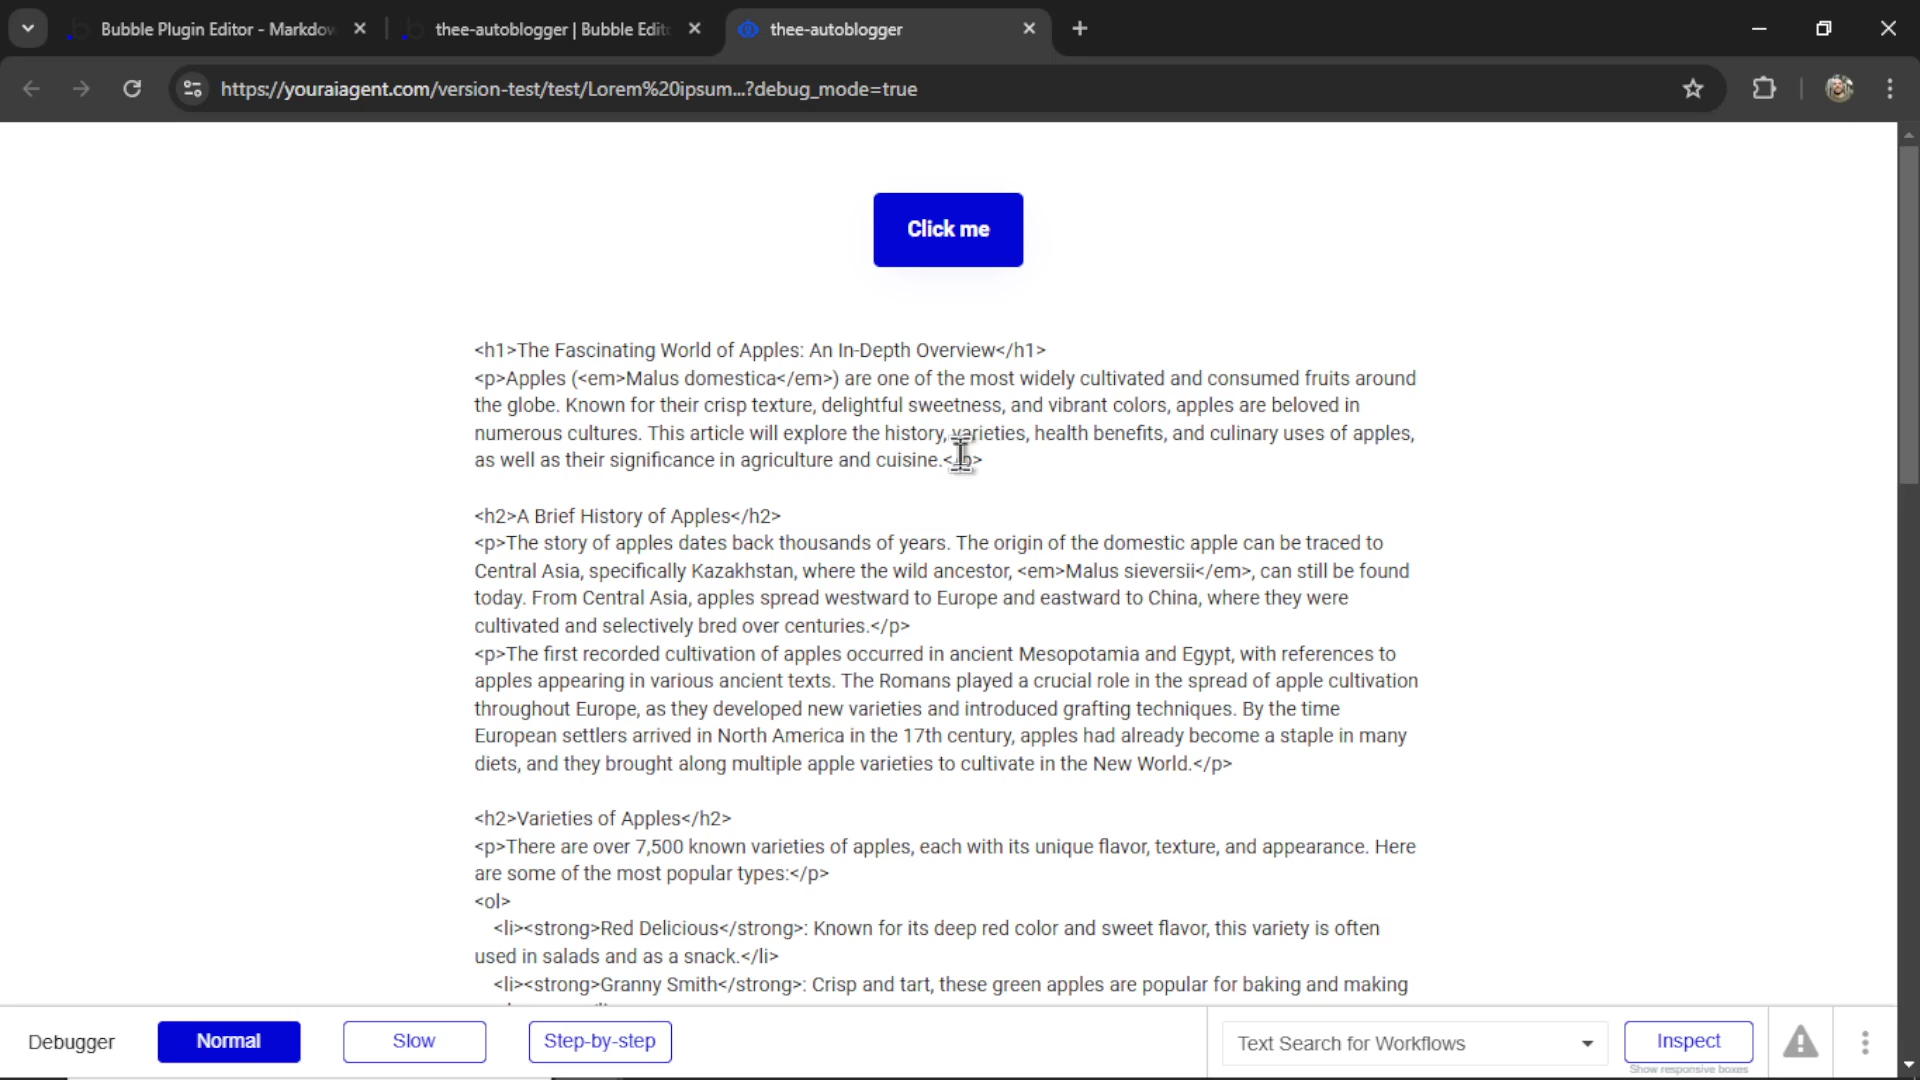 Bubble Plugin Editor - Markdow
thee-autoblogger | Bubble Edit
thee-autoblogger
https://youraiagent.com/version-test/test/Lorem%20ipsum...?debug_mode=true
Click me
<h1>The Fascinating World of Apples: An In-Depth Overview</h1>
<p>Apples (<em>Malus domestica</em>) are one of the most widely cultivated and consumed fruits around
the globe. Known for their crisp texture, delightful sweetness, and vibrant colors, apples are beloved in
numerous cultures. This article will explore the history, varieties, health benefits, and culinary uses of apples,
as well as their significance in agriculture and cuisine.</p>
<h2>A Brief History of Apples</h2>
<p>The story of apples dates back thousands of years. The origin of the domestic apple can be traced to
Central Asia, specifically Kazakhstan, where the wild ancestor, <em>Malus sieversii</em>, can still be found
today. From Central Asia, apples spread westward to Europe and eastward to China, where they were
cultivated and selectively bred over centuries.</p>
<p>The first recorded cultivation of apples occurred in ancient Mesopotamia and Egypt, with references to
apples appearing in various ancient texts. The Romans played a crucial role in the spread of apple cultivation
throughout Europe, as they developed new varieties and introduced grafting techniques. By the time
European settlers arrived in North America in the 17th century, apples had already become a staple in many
diets, and they brought along multiple apple varieties to cultivate in the New World.</p>
<h2>Varieties of Apples</h2>
<p>There are over 7,500 known varieties of apples, each with its unique flavor, texture, and appearance. Here
are some of the most popular types:</p>
<ol>
<li><strong>Red Delicious</strong>: Known for its deep red color and sweet flavor, this variety is often
used in salads and as a snack.</li>
<li><strong>Granny Smith</strong>: Crisp and tart, these green apples are popular for baking and making
Debugger
Normal
Slow
Step-by-step
Text Search for Workflows
Inspect
Show responsive boxes